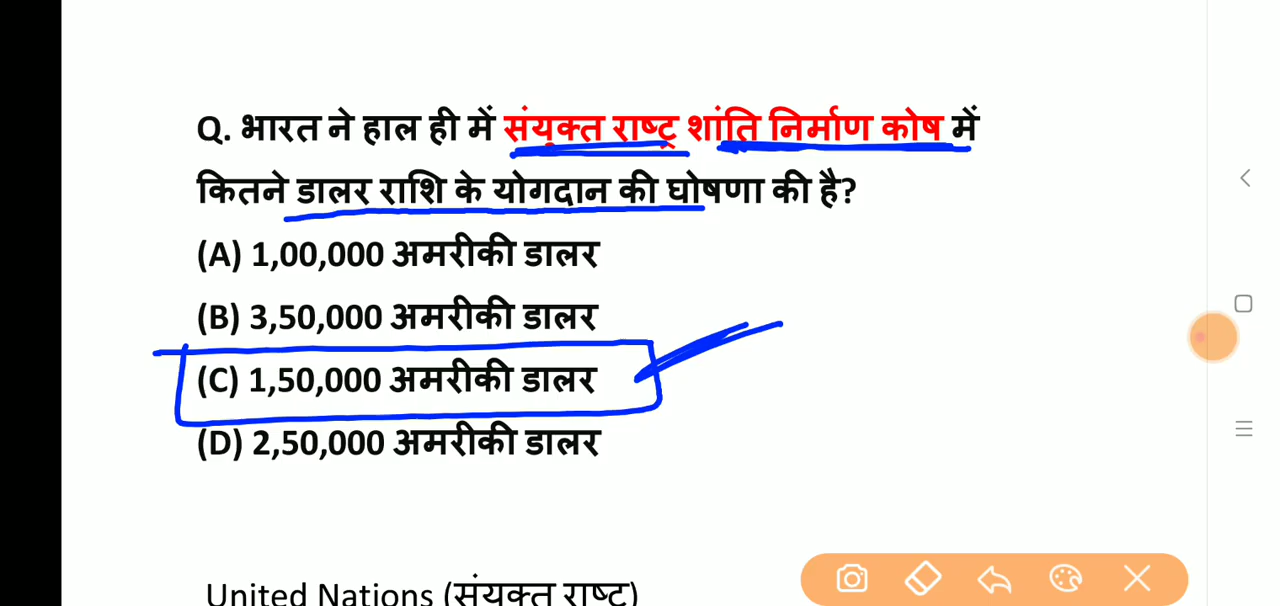 Q. भारत ने हाल ही में संयुक्त राष्ट्र शांति निर्माण कोष में
कितने डालर राशि के योगदान की घोषणा की है?
(A) 1,00,000 अमरीकी डालर
(B) 3,50,000 अमरीकी डालर
(C) 1,50,000 अमरीकी डालर
(D) 2,50,000 अमरीकी डालर
United Nations (संयुक्त राष्ट्र)